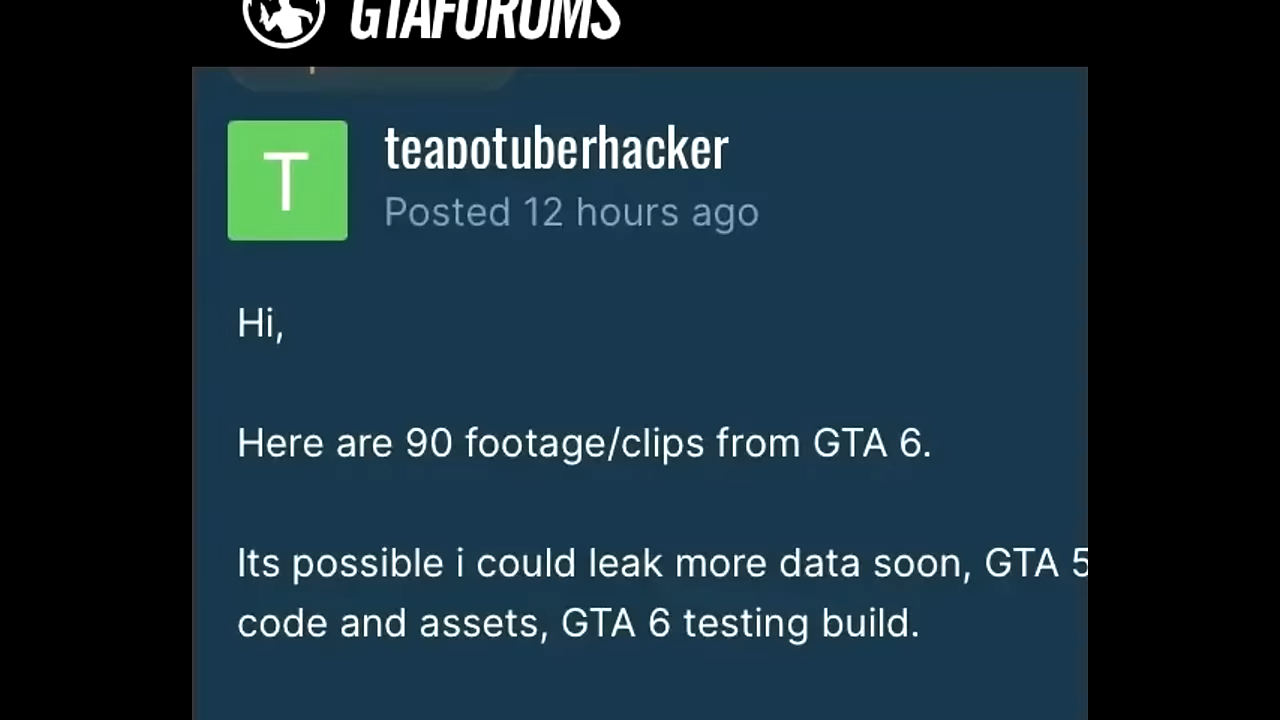 GTAFORUMS
T
teapotuberhacker
Posted 12 hours ago
Hi,
Here are 90 footage/clips from GTA 6.
Its possible i could leak more data soon, GTA 5
code and assets, GTA 6 testing build.